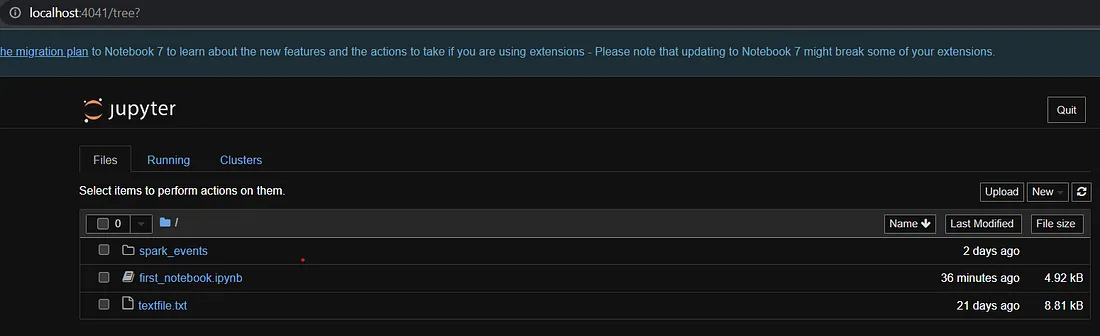 localhost:4041/tree?
he migration plan to Notebook 7 to learn about the new features and the actions to take if you are using extensions - Please note that updating to Notebook 7 might break some of your extensions.
jupyter
Quit
Files Running Clusters
Select items to perform actions on them.
Upload New
0 / Name Last Modified File size
spark_events 2 days ago
first_notebook.ipynb 36 minutes ago 4.92 kB
textfile.txt 21 days ago 8.81 kB